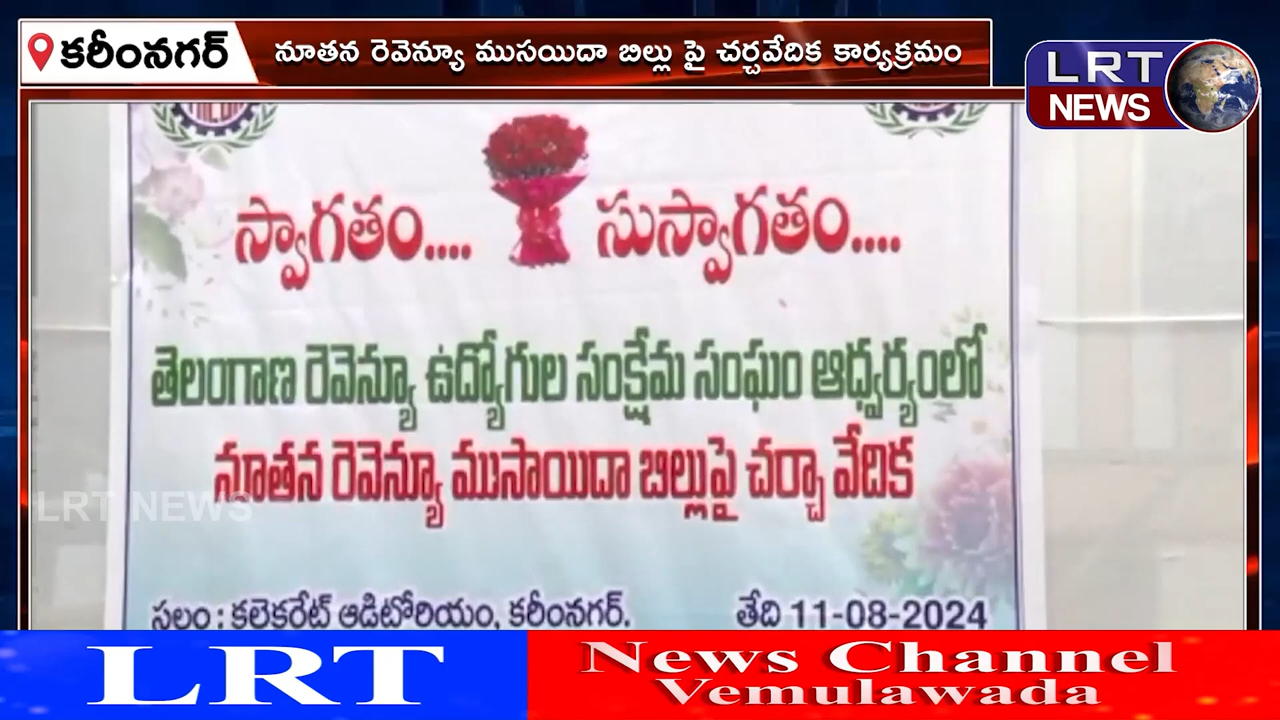 కరీంనగర్
నూతన రెవెన్యూ ముసయిదా బిల్లు పై చర్చవేదిక కార్యక్రమం
LRT
NEWS
స్వాగతం.... సుస్వాగతం....
తెలంగాణ రెవెన్యూ ఉద్యోగుల సంక్షేమ సంఘం ఆధ్వర్యంలో
నూతన రెవెన్యూ ముసాయిదా బిల్లుపై చర్చా వేదిక
LRT NEWS
స్థలం : కలెక్టరేట్ ఆడిటోరియం, కరీంనగర్. తేది 11-08-2024
LRT
News Channel
Vemulawada